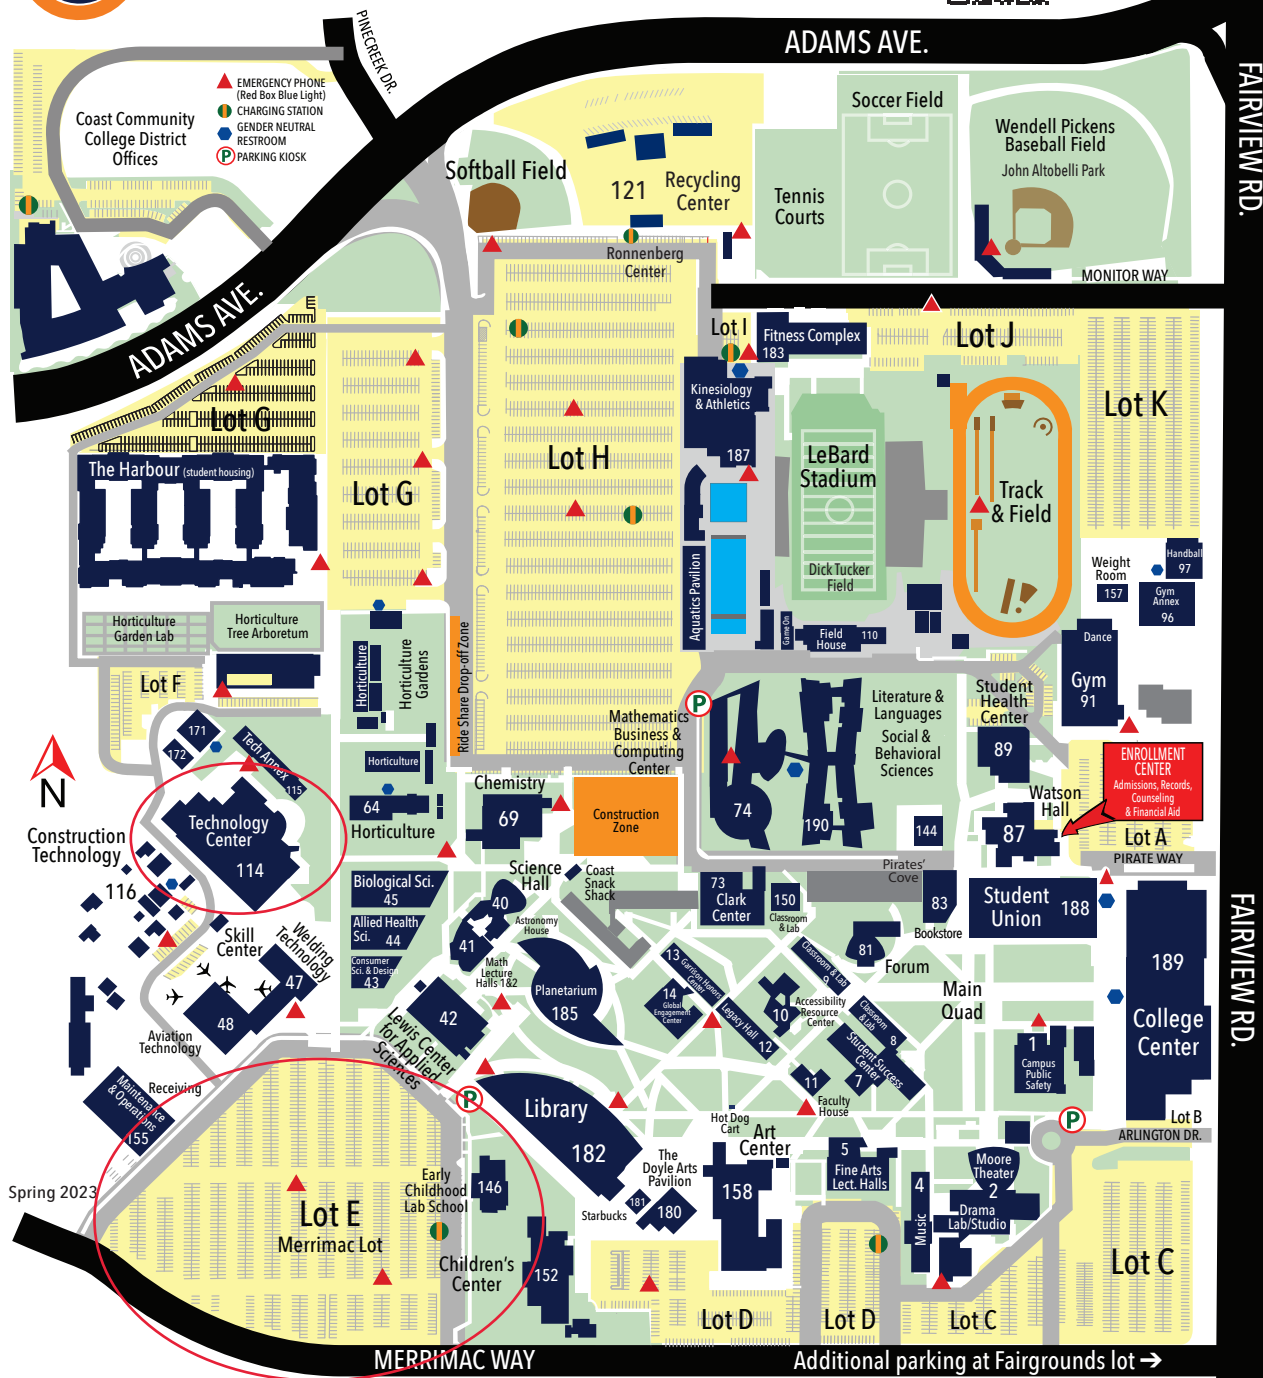 ADAMS AVE.
PINECREEK DR.
FAIRVIEW RD.
EMERGENCY PHONE
(Red Box Blue Light)
CHARGING STATION
GENDER NEUTRAL
RESTROOM
P PARKING KIOSK
Coast Community
College District
Offices
Soccer Field
Wendell Pickens
Baseball Field
John Altobelli Park
Softball Field
121
Recycling
Center
Tennis
Courts
Ronnenberg
Center
MONITOR WAY
ADAMS AVE.
Lot I
Fitness Complex
183
Lot J
Kinesiology
& Athletics
187
Lot K
Lot G
Lot H
LeBard
Stadium
The Harbour (student housing)
Lot G
Track
& Field
Dick Tucker
Field
Aquatics Pavilion
Handball
97
Weight
Room
157
Gym
Annex
96
Horticulture
Garden Lab
Horticulture
Tree Arboretum
Horticulture
Horticulture
Gardens
Ride Share Drop-off Zone
Game On
Field
House
110
Dance
Gym
91
Lot F
P
Mathematics
Business &
Computing
Center
Literature &
Languages
Social &
Behavioral
Sciences
Student
Health
Center
89
171
172
Tech Annex
115
N
Horticulture
64
Horticulture
Chemistry
69
Construction
Zone
74
190
144
Watson
Hall
87
ENROLLMENT
CENTER
Admissions, Records,
Counseling
& Financial Aid
Lot A
PIRATE WAY
Technology
Center
114
Construction
Technology
116
Biological Sci.
45
Allied Health
Sci. 44
Consumer
Sci. & Design
43
Science
Hall
40
41
Coast
Snack
Shack
Astronomy
House
Math
Lecture
Halls 1&2
73
Clark
Center
150
Classroom
& Lab
Pirates'
Cove
83
Bookstore
Student
Union
188
189
College
Center
FAIRVIEW RD.
Skill
Center
Welding
Technology
47
48
Aviation
Technology
42
Lewis Center
for Applied
Sciences
Planetarium
185
13
Garrison Honors
Center
14
Global
Engagement
Center
Legacy Hall
12
10
Accessibility
Resource
Center
Classroom & Lab
9
81
Forum
Classroom
& Lab
8
Student Success
Center
7
Main
Quad
1
Campus
Public
Safety
11
Faculty
House
Receiving
Maintenance
& Operations
155
P
Library
182
Hot Dog
Cart
Art
Center
158
The
Doyle Arts
Pavilion
181
180
Starbucks
5
Fine Arts
Lect. Halls
4
Music
Moore
Theater
2
Drama
Lab/Studio
P
Lot B
ARLINGTON DR.
Spring 2023
Lot E
Merrimac Lot
Early
Childhood
Lab School
146
Children's
Center
152
Lot D
Lot D
Lot C
Lot C
MERRIMAC WAY
Additional parking at Fairgrounds lot →